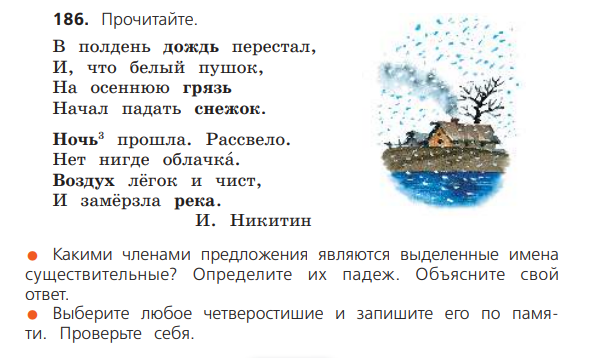 186. Прочитайте.
В полдень дождь перестал,
И, что белый пушок,
На осеннюю грязь
Начал падать снежок.
Ночь³ прошла. Рассвело.
Нет нигде облачка́.
Воздух лёгок и чист,
И замёрзла река.
И. Никитин
● Какими членами предложения являются выделенные имена
существительные? Определите их падеж. Объясните свой
ответ.
● Выберите любое четверостишие и запишите его по памя-
ти. Проверьте себя.